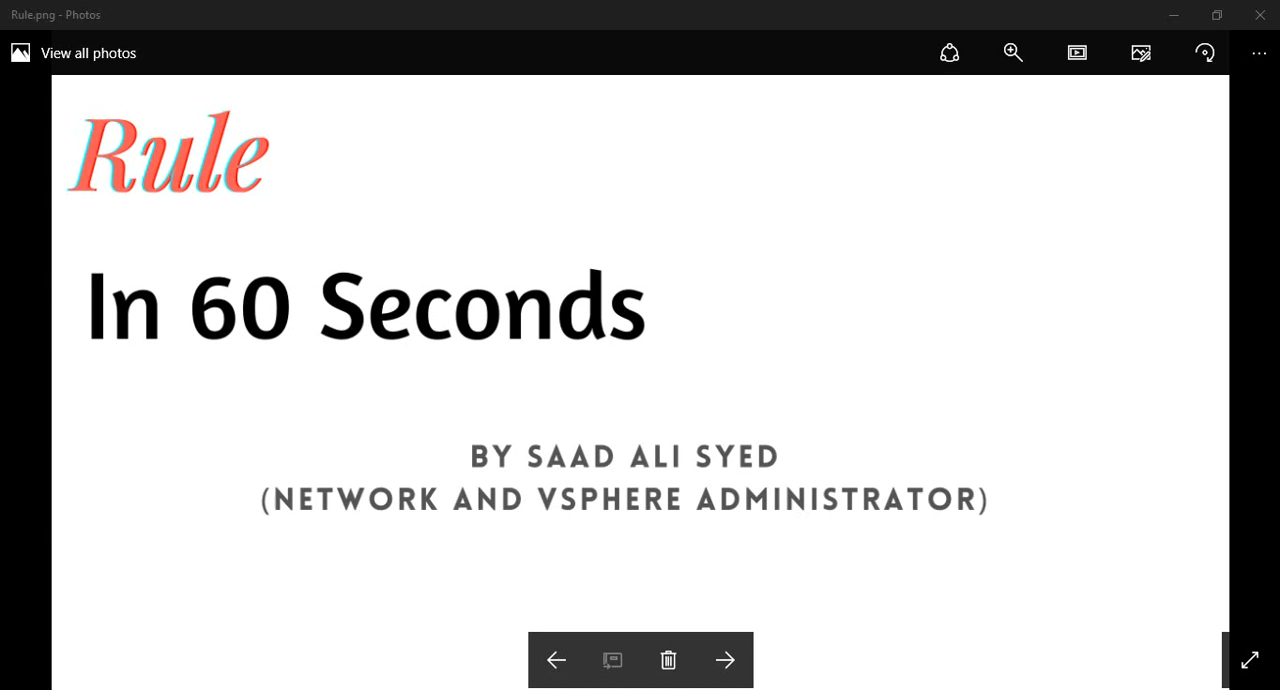 Rule.png - Photos
View all photos
Rule
In 60 Seconds
BY SAAD ALI SYED
(NETWORK AND VSPHERE ADMINISTRATOR)